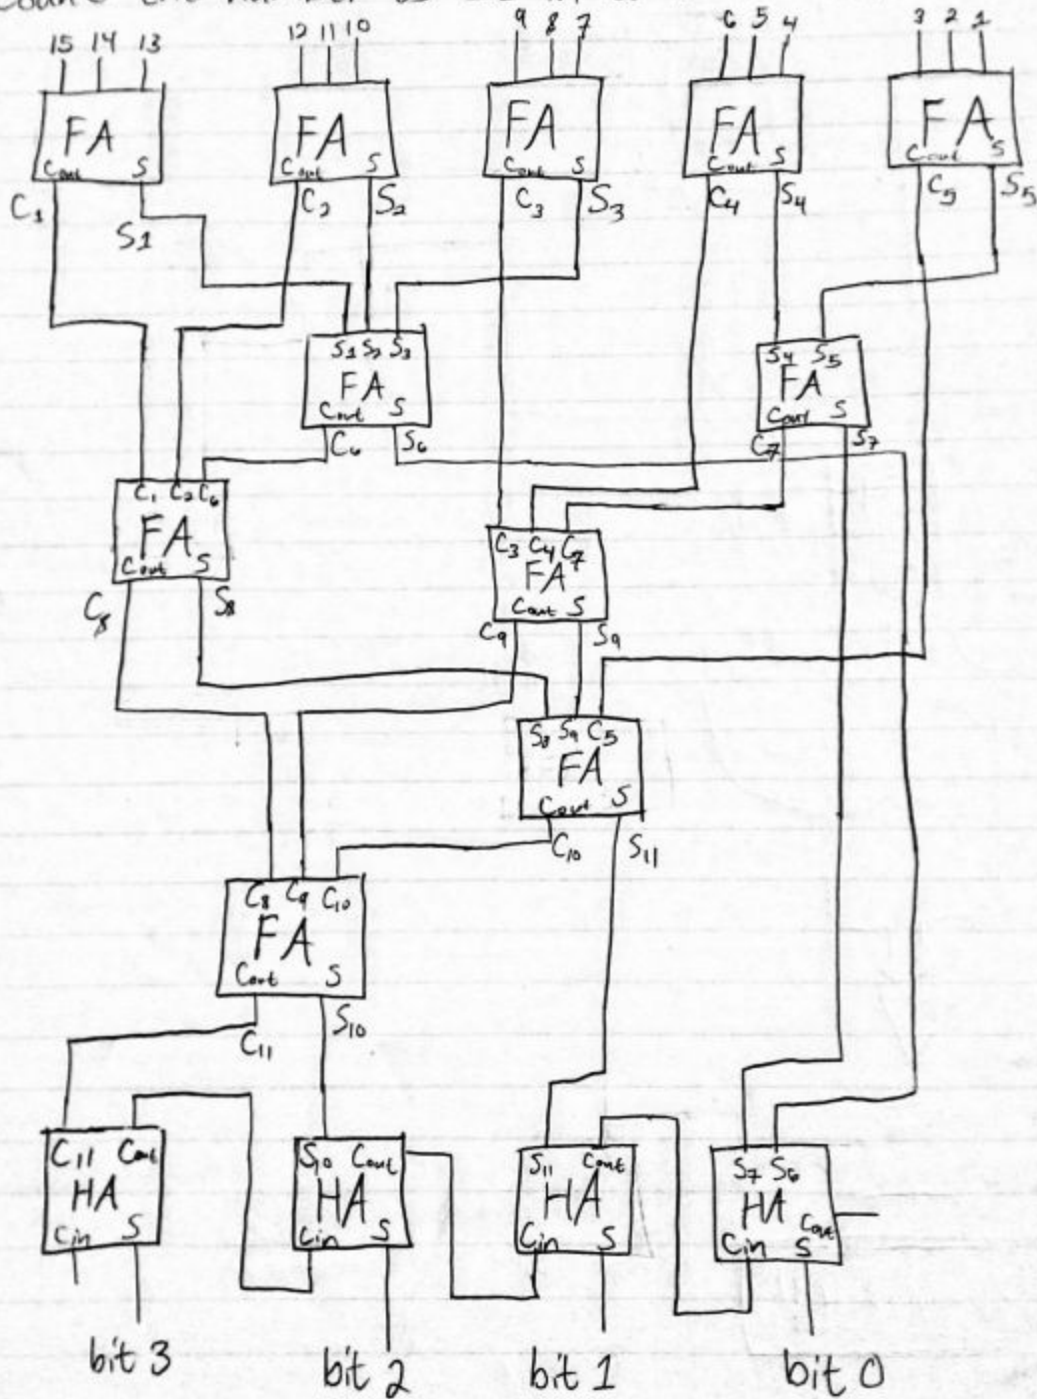 15 14 13 12 11 10 9 8 7 6 5 4 3 2 1
FA FA FA FA FA
Cout S Cout S Cout S Cout S Cout S
C1 S1 C2 S2 C3 S3 C4 S4 C5 S5
S1 S2 S3 S4 S5
FA FA
Cout S Cout S
C6 S6 C7 S7
C1 C2 C6
FA
Cout S
C8 S8
C3 C4 C7
FA
Cout S
C9 S9
S8 S9 C5
FA
Cout S
C10 S11
C8 C9 C10
FA
Cout S
C11 S10
C11 Cout S10 Cout S11 Cout S7 S6
HA HA HA HA Cout
Cin S Cin S Cin S Cin S
bit 3 bit 2 bit 1 bit 0